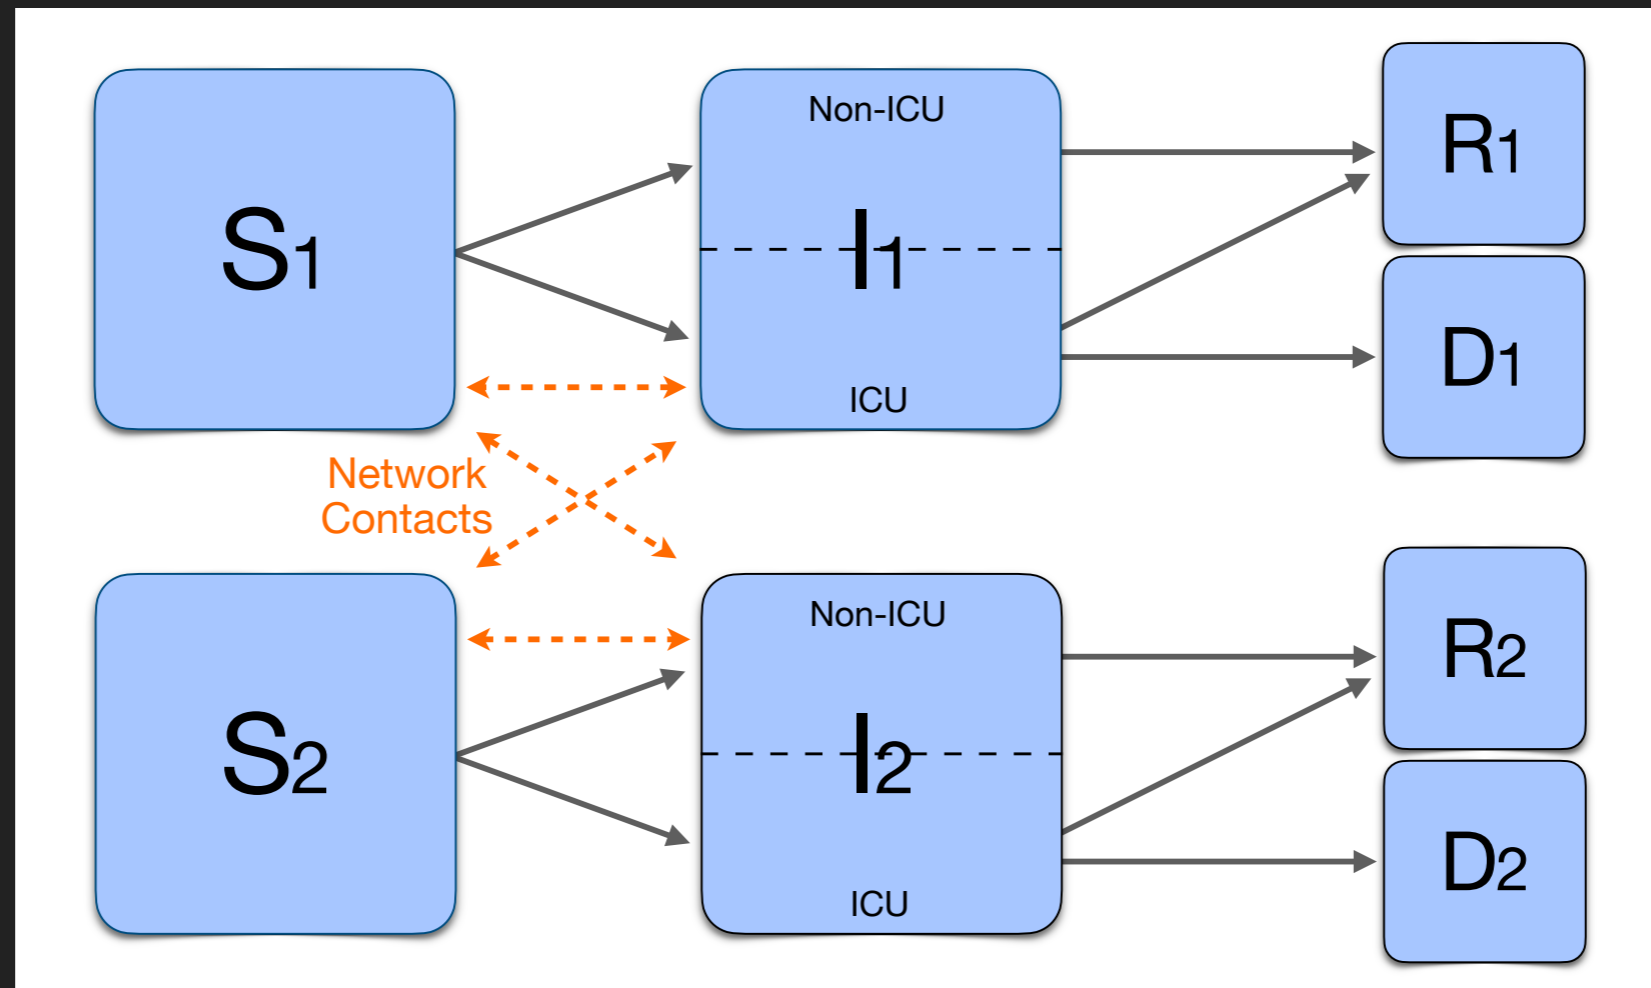 S1
Non-ICU
I1
ICU
R1
D1
Network
Contacts
S2
Non-ICU
I2
ICU
R2
D2